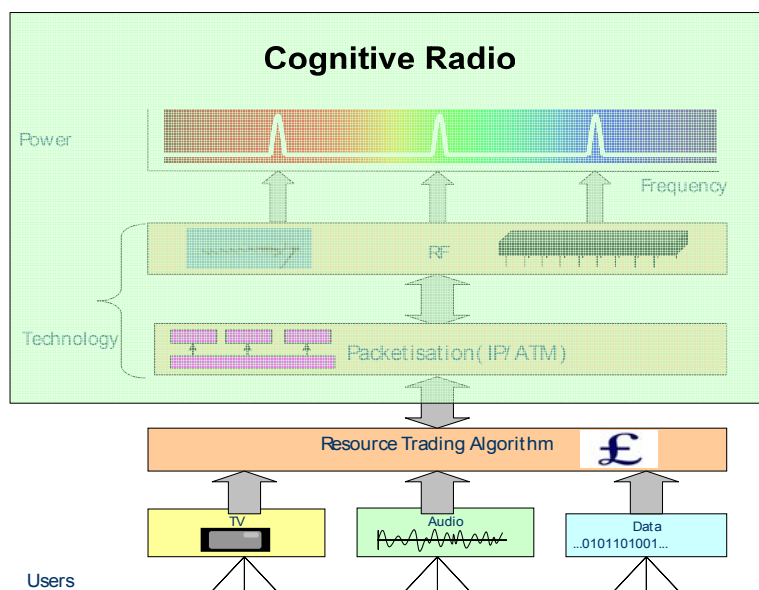 Cognitive Radio
Power
Frequency
RF
Technology
Packetisation( IP/ ATM)
Resource Trading Algorithm £
TV
Audio
Data
...0101101001...
Users